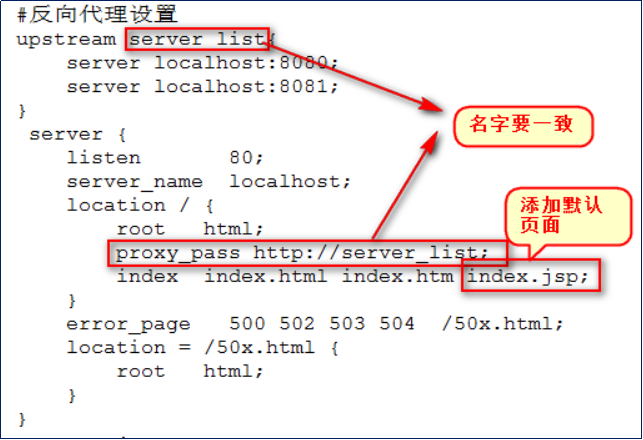 #反向代理设置
upstream server_list{
server localhost:8080;
server localhost:8081;
}
server {
listen 80;
server_name localhost;
location / {
root html;
proxy_pass http://server_list;
index index.html index.htm index.jsp;
}
error_page 500 502 503 504 /50x.html;
location = /50x.html {
root html;
}
}
名字要一致
添加默认
页面